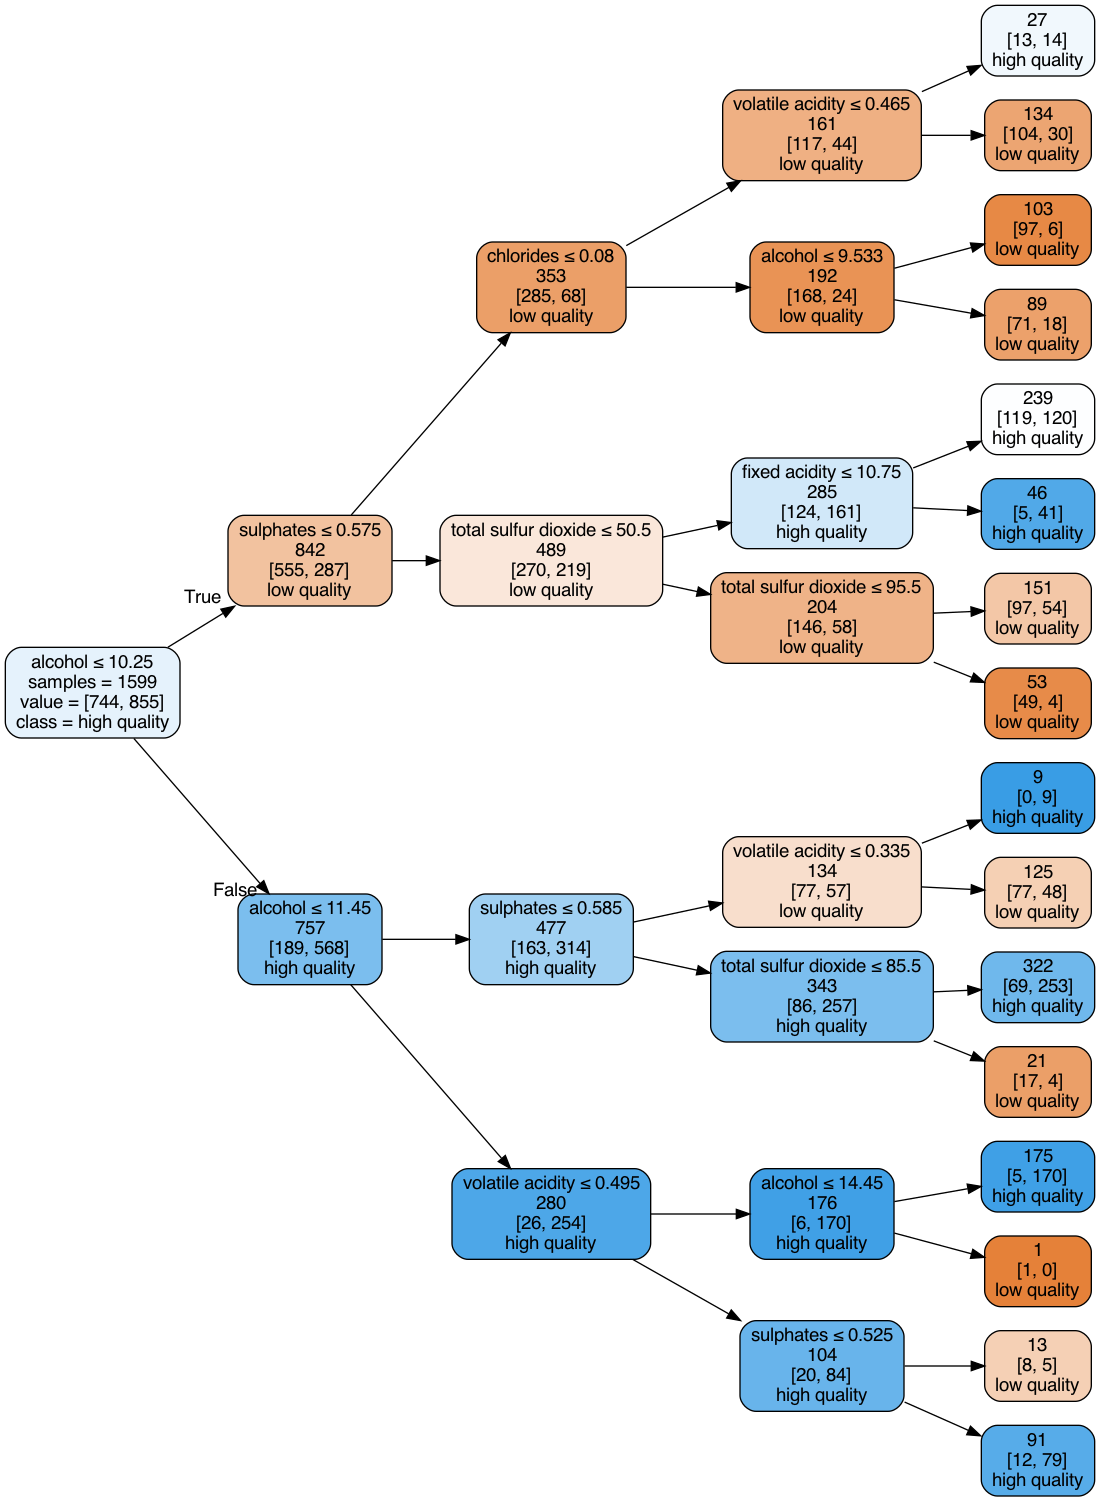 27
[13, 14]
high quality
volatile acidity ≤ 0.465
161
[117, 44]
low quality
134
[104, 30]
low quality
103
[97, 6]
low quality
chlorides ≤ 0.08
353
[285, 68]
low quality
alcohol ≤ 9.533
192
[168, 24]
low quality
89
[71, 18]
low quality
239
[119, 120]
high quality
fixed acidity ≤ 10.75
285
[124, 161]
high quality
46
[5, 41]
high quality
sulphates ≤ 0.575
842
[555, 287]
low quality
total sulfur dioxide ≤ 50.5
489
[270, 219]
low quality
total sulfur dioxide ≤ 95.5
204
[146, 58]
low quality
151
[97, 54]
low quality
True
alcohol ≤ 10.25
samples = 1599
value = [744, 855]
class = high quality
53
[49, 4]
low quality
9
[0, 9]
high quality
volatile acidity ≤ 0.335
134
[77, 57]
low quality
125
[77, 48]
low quality
False
alcohol ≤ 11.45
757
[189, 568]
high quality
sulphates ≤ 0.585
477
[163, 314]
high quality
total sulfur dioxide ≤ 85.5
343
[86, 257]
high quality
322
[69, 253]
high quality
21
[17, 4]
low quality
175
[5, 170]
high quality
volatile acidity ≤ 0.495
280
[26, 254]
high quality
alcohol ≤ 14.45
176
[6, 170]
high quality
1
[1, 0]
low quality
sulphates ≤ 0.525
104
[20, 84]
high quality
13
[8, 5]
low quality
91
[12, 79]
high quality